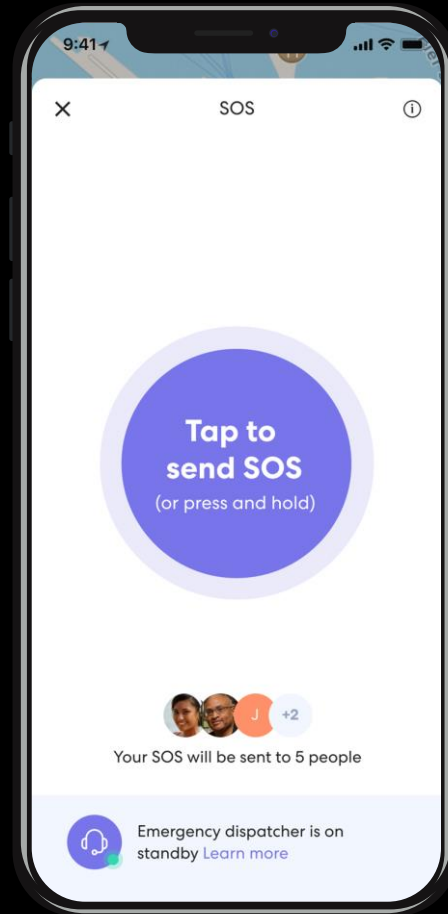 9:41
SOS
Tap to
send SOS
(or press and hold)
J
+2
Your SOS will be sent to 5 people
Emergency dispatcher is on
standby Learn more